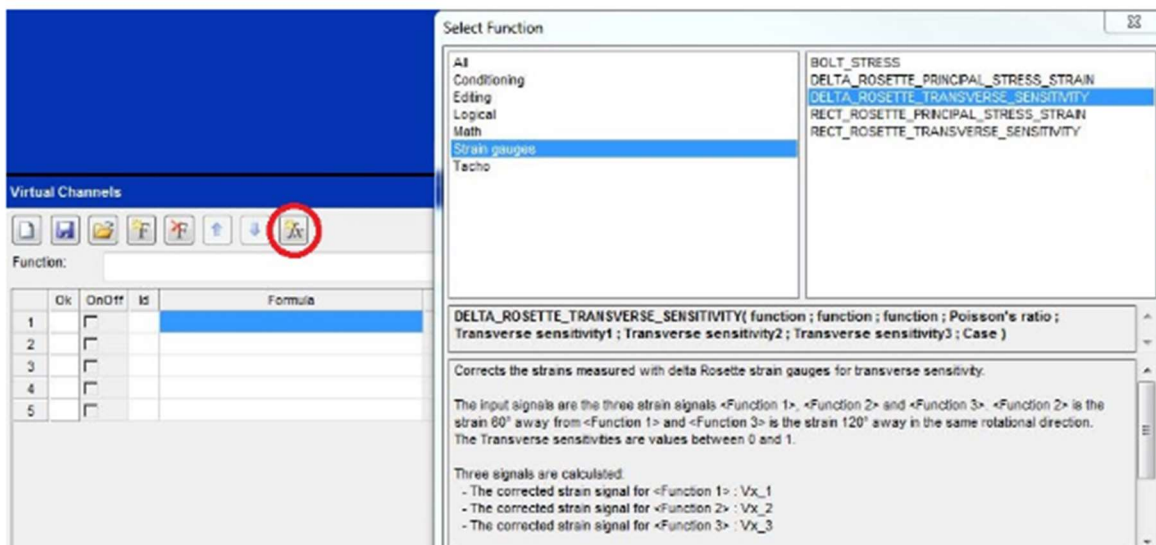 Select Function
All
Conditioning
Editing
Logical
Math
Strain gauges
Tacho
BOLT_STRESS
DELTA_ROSETTE_PRINCIPAL_STRESS_STRAIN
DELTA_ROSETTE_TRANSVERSE_SENSITIVITY
RECT_ROSETTE_PRINCIPAL_STRESS_STRAIN
RECT_ROSETTE_TRANSVERSE_SENSITIVITY
Virtual Channels
F F fx
Function:
Ok OnOff Id Formula
1
2
3
4
5
DELTA_ROSETTE_TRANSVERSE_SENSITIVITY( function ; function ; function ; Poisson's ratio ;
Transverse sensitivity1 ; Transverse sensitivity2 ; Transverse sensitivity3 ; Case )
Corrects the strains measured with delta Rosette strain gauges for transverse sensitivity.
The input signals are the three strain signals <Function 1>, <Function 2> and <Function 3>. <Function 2> is the
strain 60° away from <Function 1> and <Function 3> is the strain 120° away in the same rotational direction.
The Transverse sensitivities are values between 0 and 1.
Three signals are calculated:
- The corrected strain signal for <Function 1> : Vx_1
- The corrected strain signal for <Function 2> : Vx_2
- The corrected strain signal for <Function 3> : Vx_3